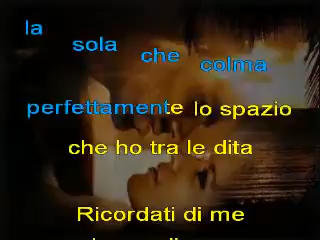 la
sola
che
colma
perfettamente lo spazio
che ho tra le dita
Ricordati di me